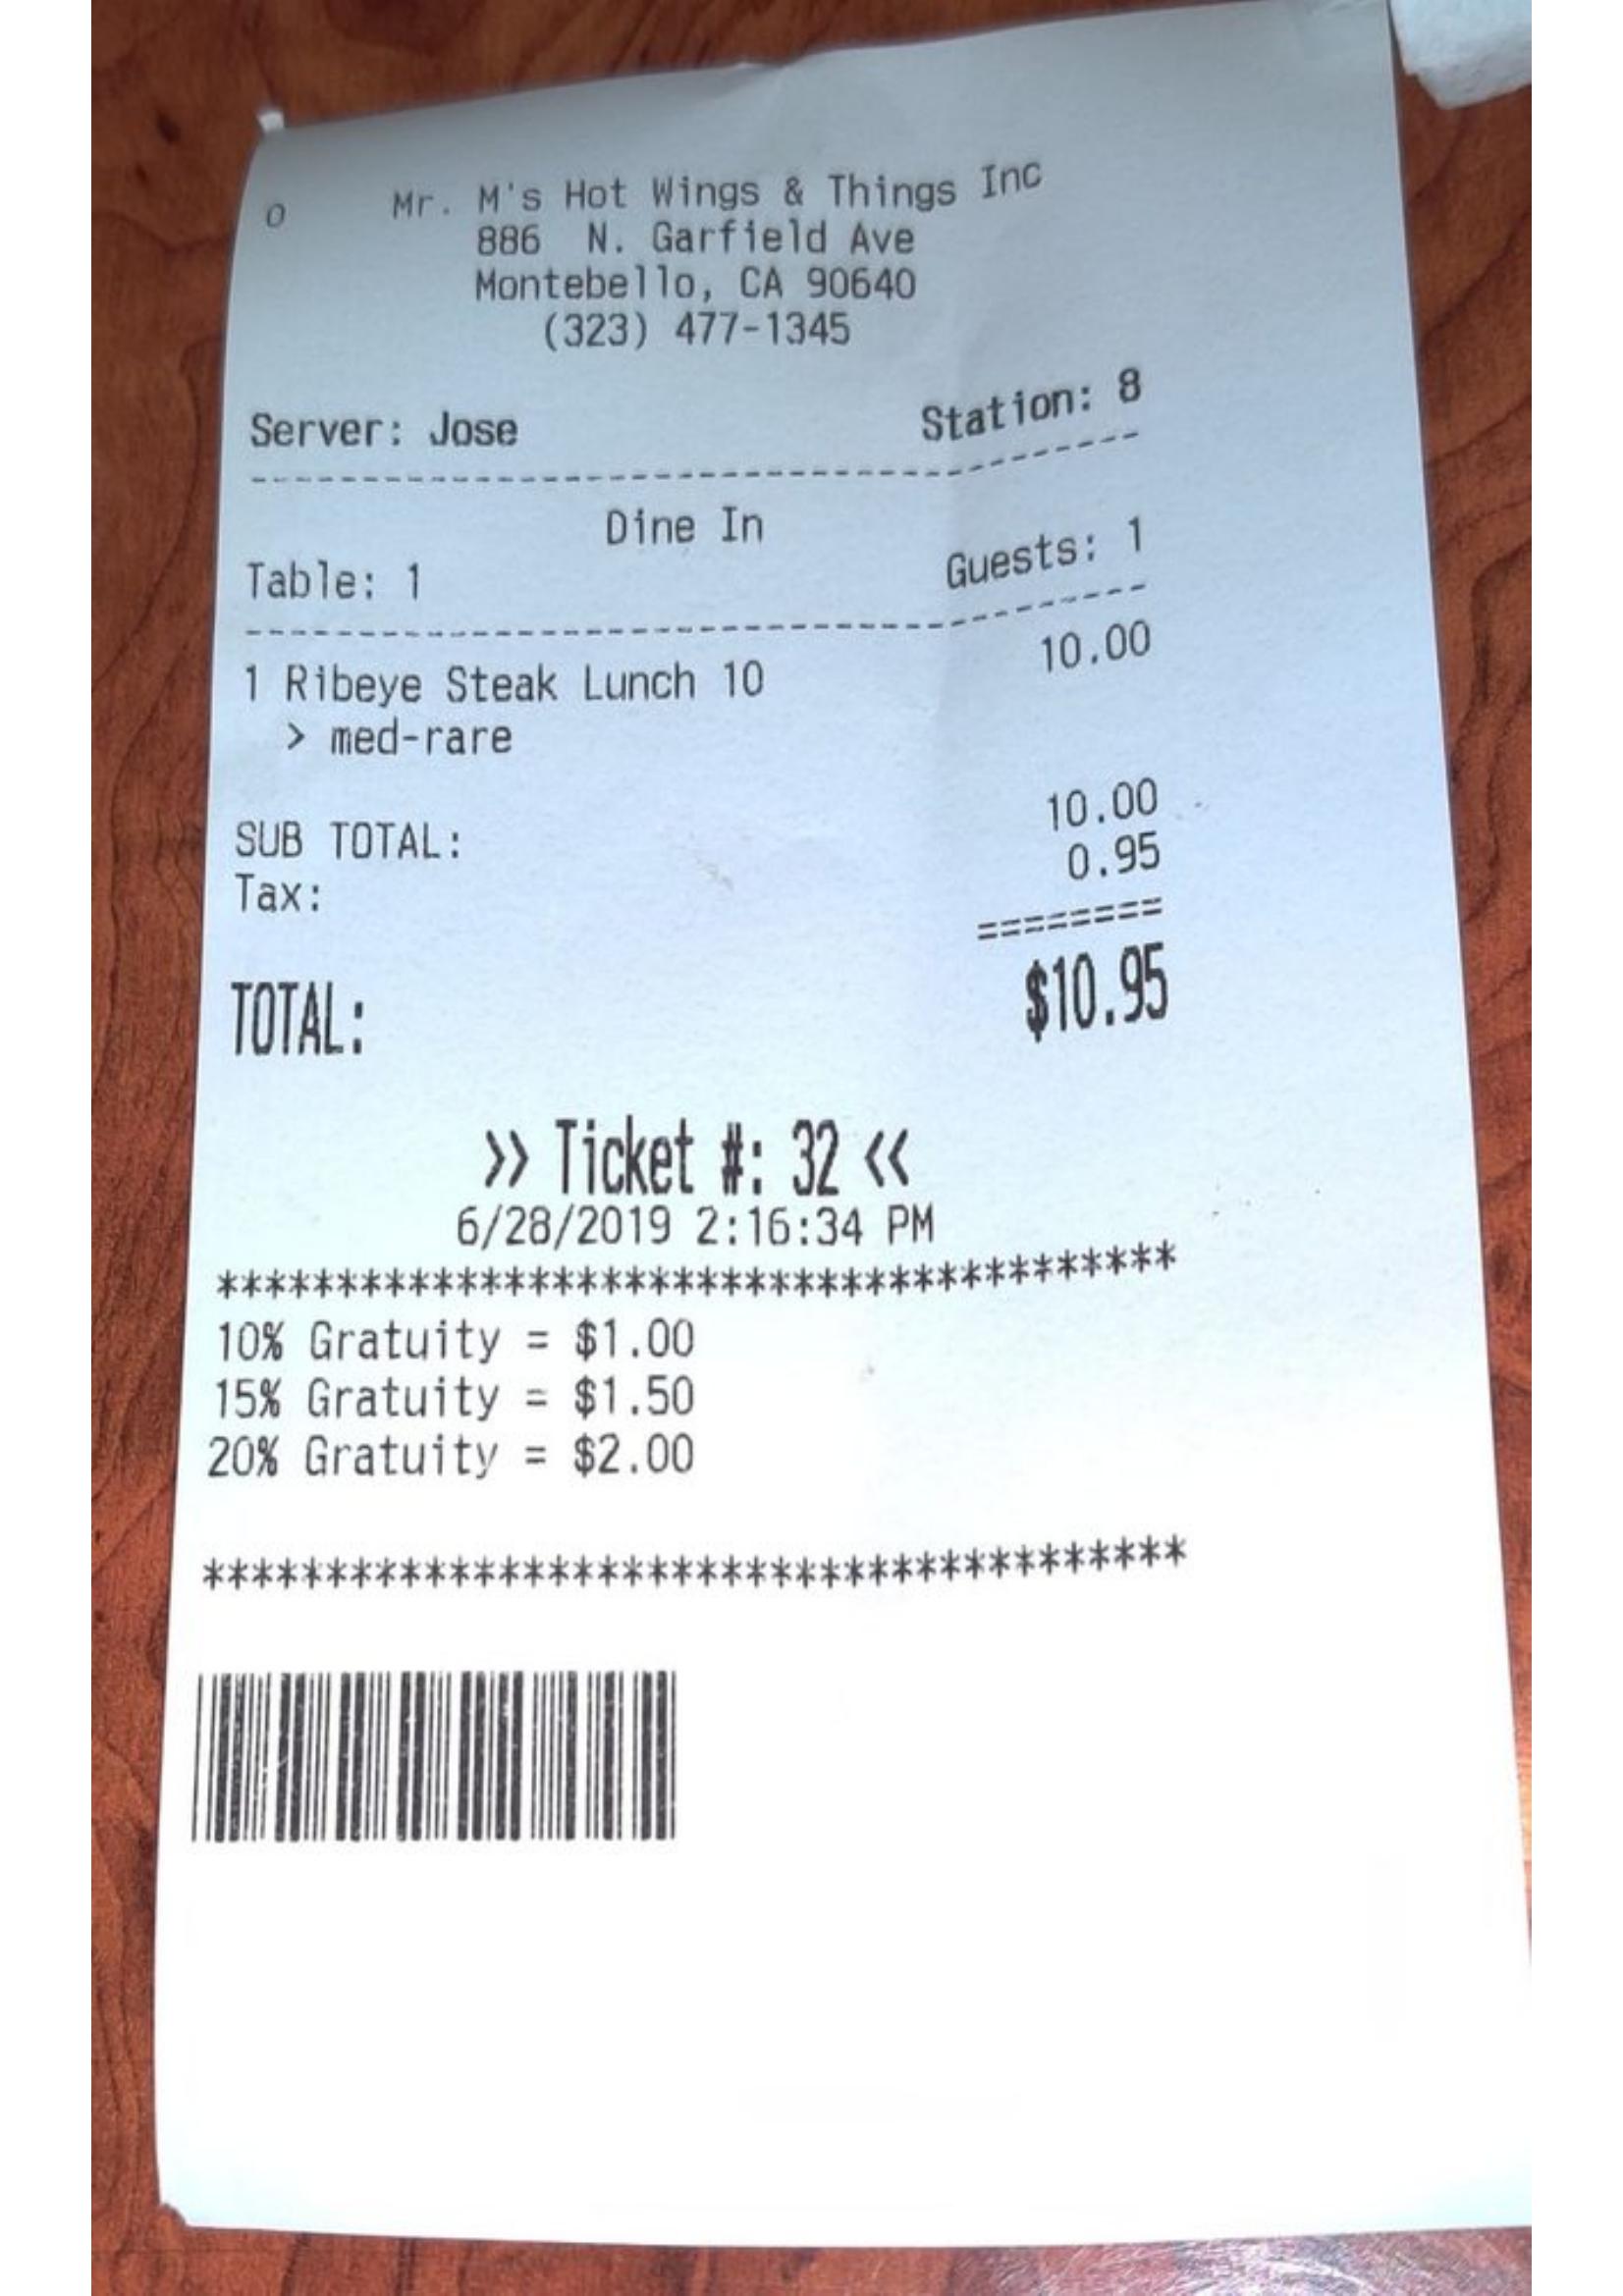 o Mr. M's Hot Wings & Things Inc
886 N. Garfield Ave
Montebello, CA 90640
(323) 477-1345
Server: Jose Station: 8
----------------------------------------
Dine In
Table: 1 Guests: 1
----------------------------------------
1 Ribeye Steak Lunch 10 10.00
> med-rare
SUB TOTAL: 10.00
Tax: 0.95
========
TOTAL: $10.95
>> Ticket #: 32 <<
6/28/2019 2:16:34 PM
****************************************
10% Gratuity = $1.00
15% Gratuity = $1.50
20% Gratuity = $2.00
****************************************